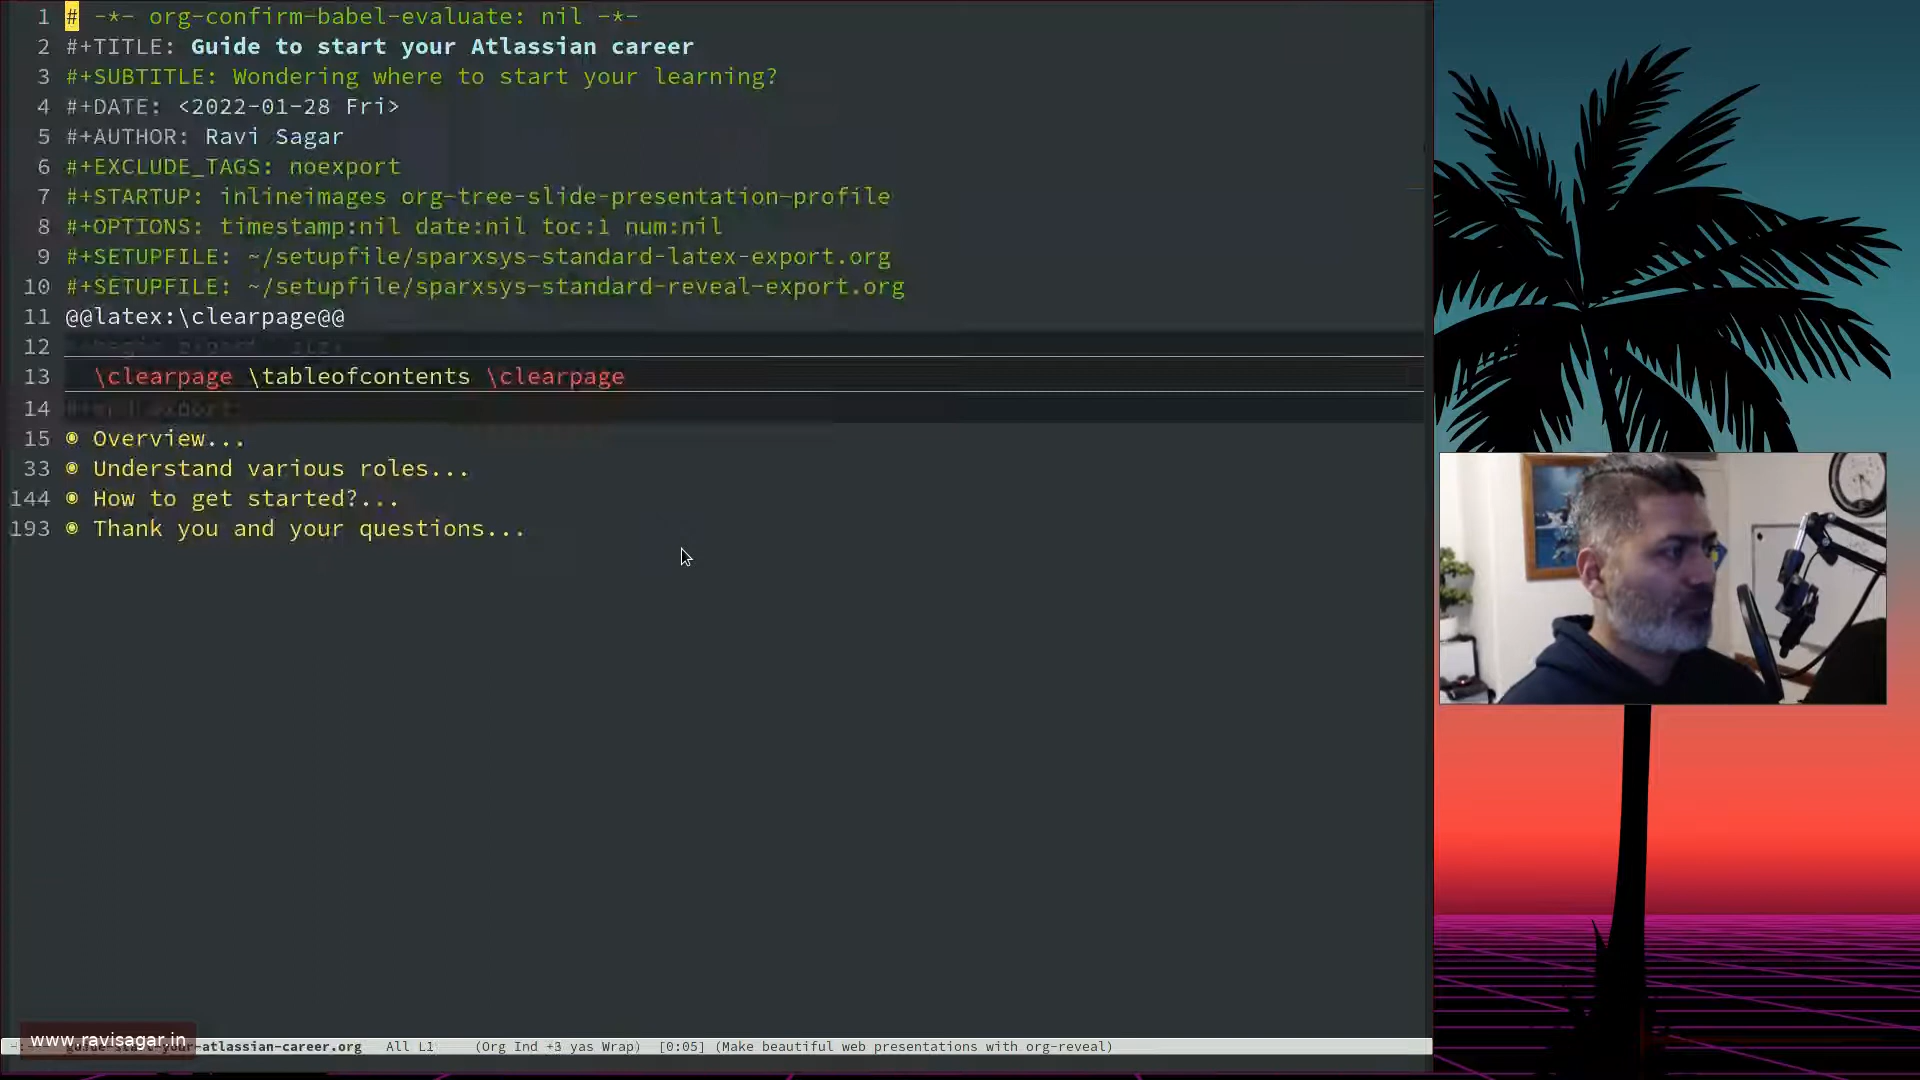 1 # -*- org-confirm-babel-evaluate: nil -*-
2 #+TITLE: Guide to start your Atlassian career
3 #+SUBTITLE: Wondering where to start your learning?
4 #+DATE: <2022-01-28 Fri>
5 #+AUTHOR: Ravi Sagar
6 #+EXCLUDE_TAGS: noexport
7 #+STARTUP: inlineimages org-tree-slide-presentation-profile
8 #+OPTIONS: timestamp:nil date:nil toc:1 num:nil
9 #+SETUPFILE: ~/setupfile/sparxsys-standard-latex-export.org
10 #+SETUPFILE: ~/setupfile/sparxsys-standard-reveal-export.org
11 @@latex:\clearpage@@
12
13 \clearpage \tableofcontents \clearpage
14
15 ◉ Overview...
33 ◉ Understand various roles...
144 ◉ How to get started?...
193 ◉ Thank you and your questions...
www.ravisagar.in
guide-start-your-atlassian-career.org All L1 (Org Ind +3 yas Wrap) [0:05] (Make beautiful web presentations with org-reveal)